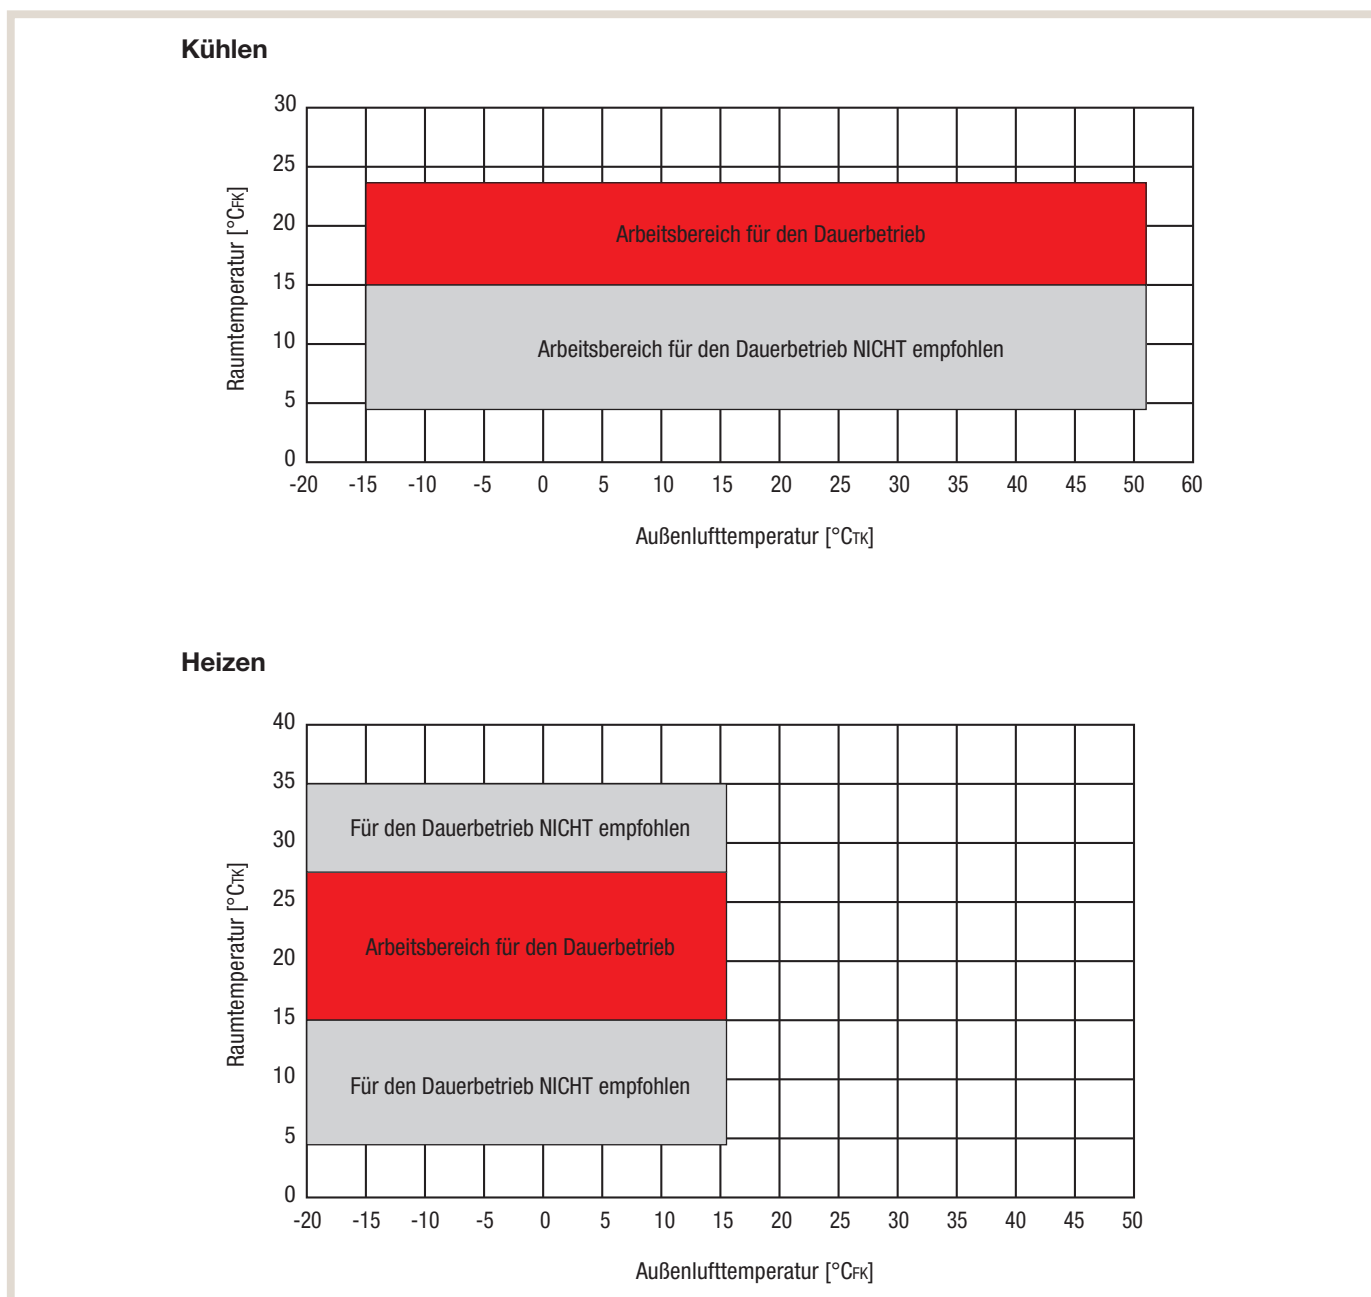 Kühlen
30
25
20
15
10
5
0
Raumtemperatur [°CFK]
Arbeitsbereich für den Dauerbetrieb
Arbeitsbereich für den Dauerbetrieb NICHT empfohlen
-20 -15 -10 -5 0 5 10 15 20 25 30 35 40 45 50 60
Außenlufttemperatur [°CTK]
Heizen
40
35
30
25
20
15
10
5
0
Raumtemperatur [°CTK]
Für den Dauerbetrieb NICHT empfohlen
Arbeitsbereich für den Dauerbetrieb
Für den Dauerbetrieb NICHT empfohlen
-20 -15 -10 -5 0 5 10 15 20 25 30 35 40 45 50
Außenlufttemperatur [°CFK]